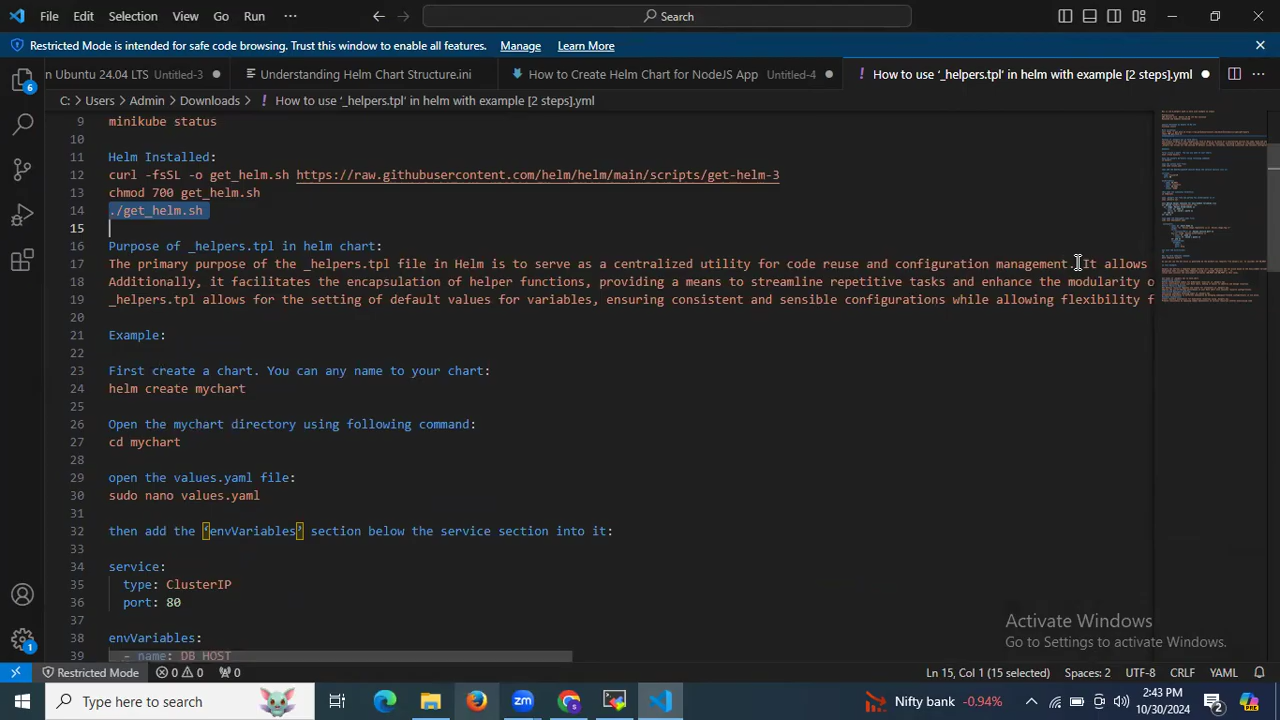 File Edit Selection View Go Run ··· Search
Restricted Mode is intended for safe code browsing. Trust this window to enable all features. Manage Learn More
n Ubuntu 24.04 LTS Untitled-3 Understanding Helm Chart Structure.ini How to Create Helm Chart for NodeJS App Untitled-4 ! How to use '_helpers.tpl' in helm with example [2 steps].yml
C: > Users > Admin > Downloads > ! How to use '_helpers.tpl' in helm with example [2 steps].yml
9 minikube status
10
11 Helm Installed:
12 curl -fsSL -o get_helm.sh https://raw.githubusercontent.com/helm/helm/main/scripts/get-helm-3
13 chmod 700 get_helm.sh
14 ./get_helm.sh
15
16 Purpose of _helpers.tpl in helm chart:
17 The primary purpose of the helpers.tpl file in Helm is to serve as a centralized utility for code reuse and configuration management. It allows
18 Additionally, it facilitates the encapsulation of helper functions, providing a means to streamline repetitive tasks and enhance the modularity o
19 _helpers.tpl allows for the setting of default values for variables, ensuring consistent and sensible configurations while allowing flexibility f
20
21 Example:
22
23 First create a chart. You can any name to your chart:
24 helm create mychart
25
26 Open the mychart directory using following command:
27 cd mychart
28
29 open the values.yaml file:
30 sudo nano values.yaml
31
32 then add the ‘envVariables’ section below the service section into it:
33
34 service:
35 type: ClusterIP
36 port: 80
37
38 envVariables:
39 - name: DB_HOST
Activate Windows
Go to Settings to activate Windows.
Restricted Mode 0 0 0 Ln 15, Col 1 (15 selected) Spaces: 2 UTF-8 CRLF YAML
Type here to search Nifty bank -0.94% 2:43 PM
10/30/2024 2
6
1